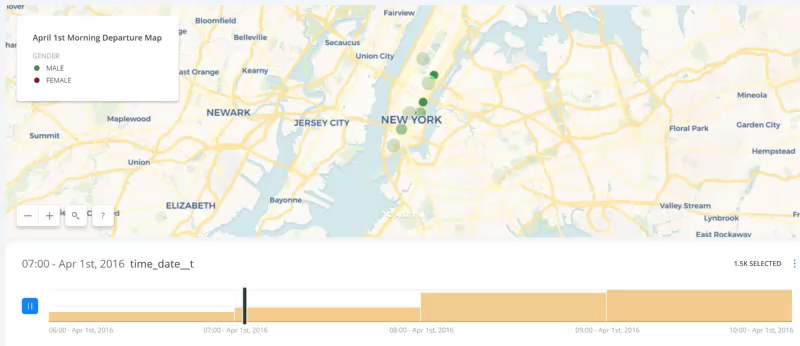 over
Bloomfield
Fairview
April 1st Morning Departure Map
GENDER
MALE
FEMALE
Belleville
Secaucus
Union City
East Orange
Kearny
Mineola
Maplewood
NEWARK
JERSEY CITY
NEW YORK
Garden City
Floral Park
Summit
Hempstead
Union
ELIZABETH
Bayonne
Valley Stream
Lynbrook
East Rockaway
Fr
− + ?
07:00 - Apr 1st, 2016 time_date__t
1.5K SELECTED
06:00 - Apr 1st, 2016
07:00 - Apr 1st, 2016
08:00 - Apr 1st, 2016
09:00 - Apr 1st, 2016
10:00 - Apr 1st, 2016